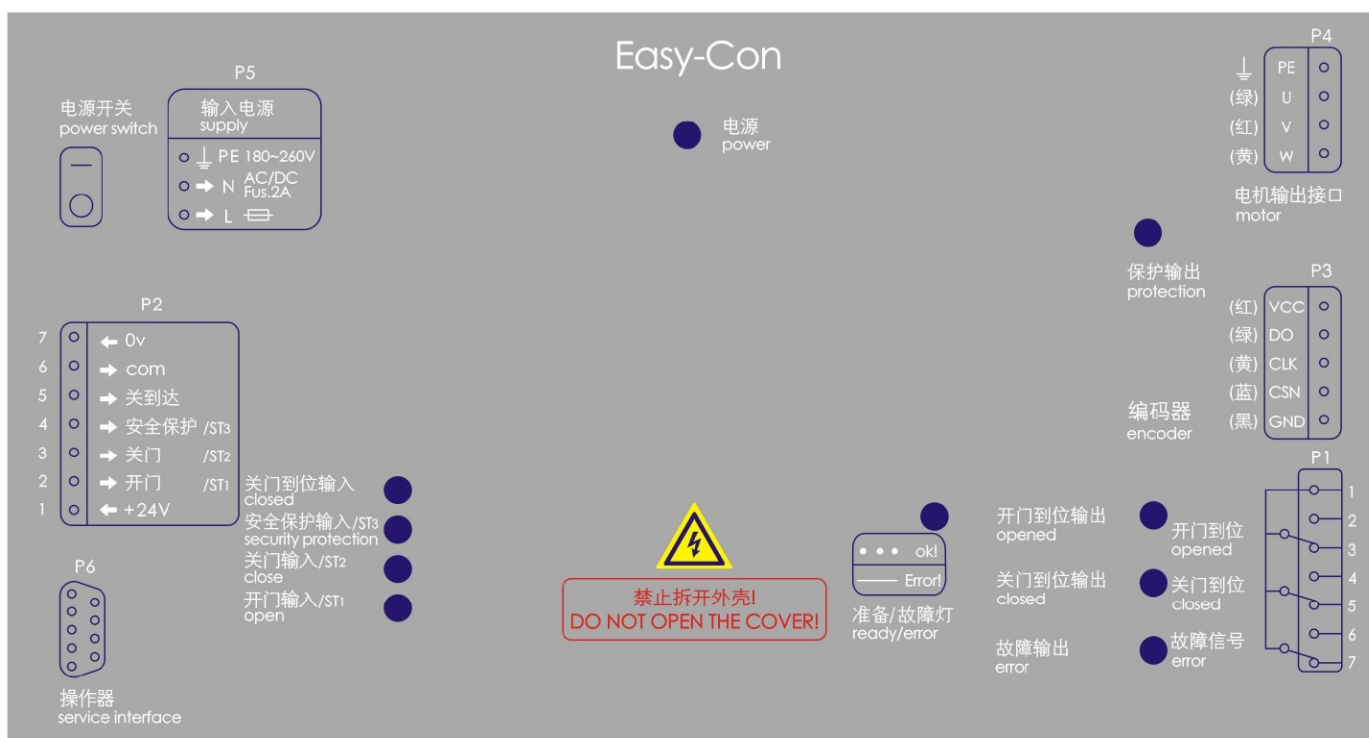 Easy-Con
P5
电源开关
power switch
输入电源
supply
PE 180~260V
N AC/DC
Fus.2A
L
电源
power
P4
PE
(绿) U
(红) V
(黄) W
电机输出接口
motor
保护输出
protection
P3
(红) VCC
(绿) DO
(黄) CLK
(蓝) CSN
(黑) GND
编码器
encoder
P2
7 0v
6 com
5 关到达
4 安全保护 /ST3
3 关门 /ST2
2 开门 /ST1
1 +24V
关门到位输入
closed
安全保护输入/ST3
security protection
关门输入/ST2
close
开门输入/ST1
open
P6
操作器
service interface
禁止拆开外壳!
DO NOT OPEN THE COVER!
ok!
Error!
准备/故障灯
ready/error
开门到位输出
opened
关门到位输出
closed
故障输出
error
开门到位
opened
关门到位
closed
故障信号
error
P1
1
2
3
4
5
6
7